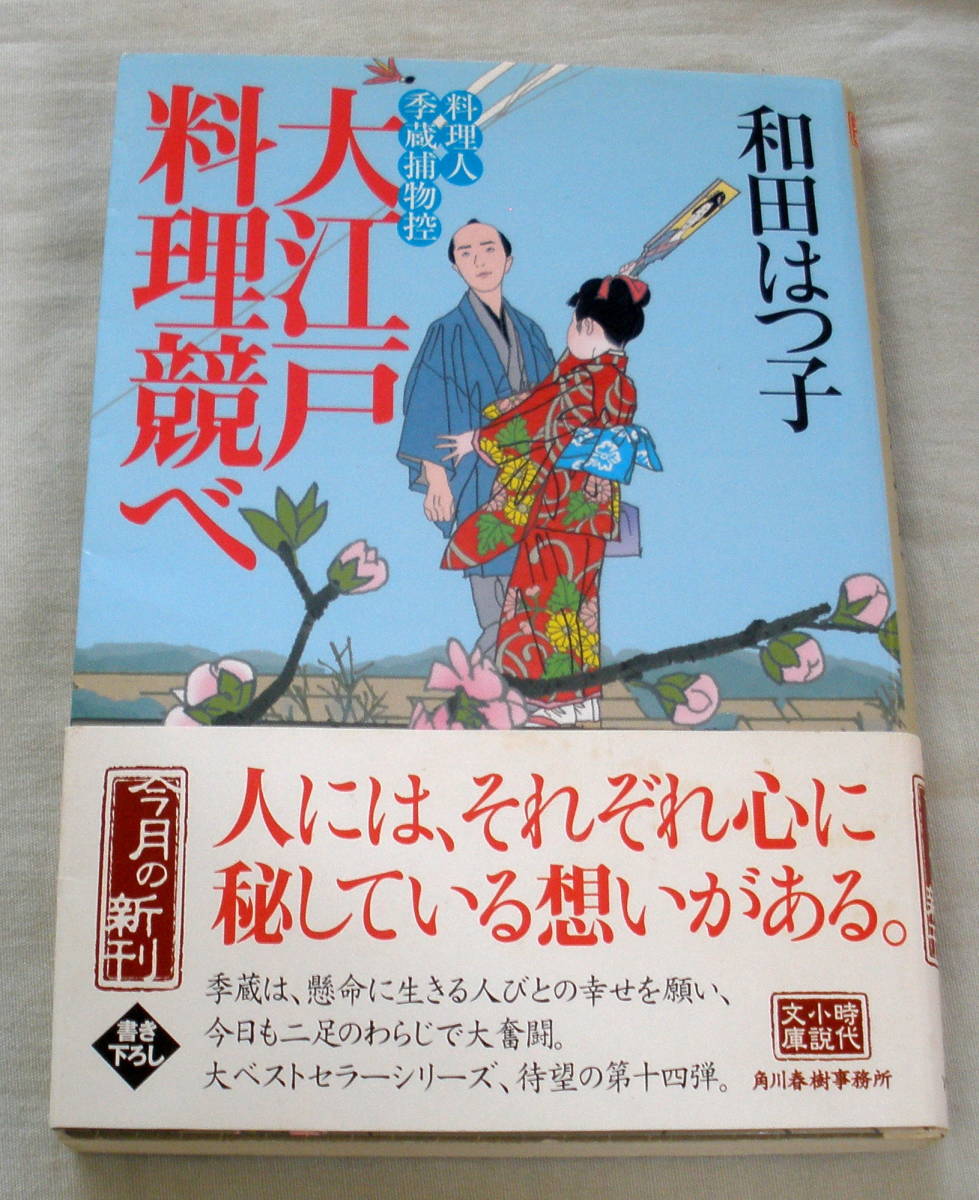 和田はつ子
料理人
季蔵捕物控
大江戸
料理競べ
人には、それぞれ心に
秘している想いがある。
今月の新刊
書き
下ろし
季蔵は、懸命に生きる人びとの幸せを願い、
今日も二足のわらじで大奮闘。
大ベストセラーシリーズ、待望の第十四弾。
時代
小説
文庫
角川春樹事務所